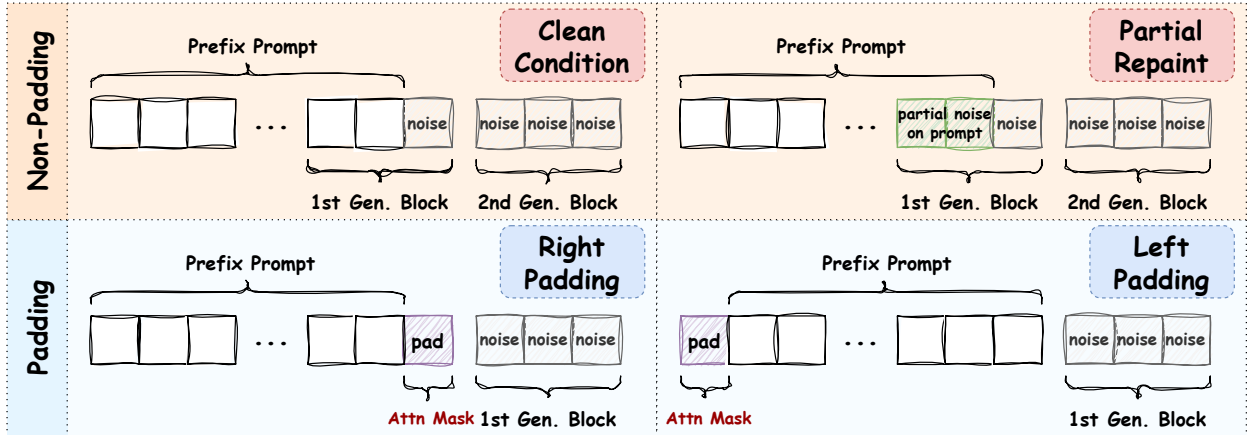 Non-Padding
Clean
Condition
Prefix Prompt
...
noise
noise noise noise
1st Gen. Block
2nd Gen. Block
Partial
Repaint
Prefix Prompt
...
partial noise
on prompt
noise
noise noise noise
1st Gen. Block
2nd Gen. Block
Padding
Right
Padding
Prefix Prompt
...
pad
noise noise noise
Attn Mask
1st Gen. Block
Left
Padding
Prefix Prompt
pad
...
noise noise noise
Attn Mask
1st Gen. Block